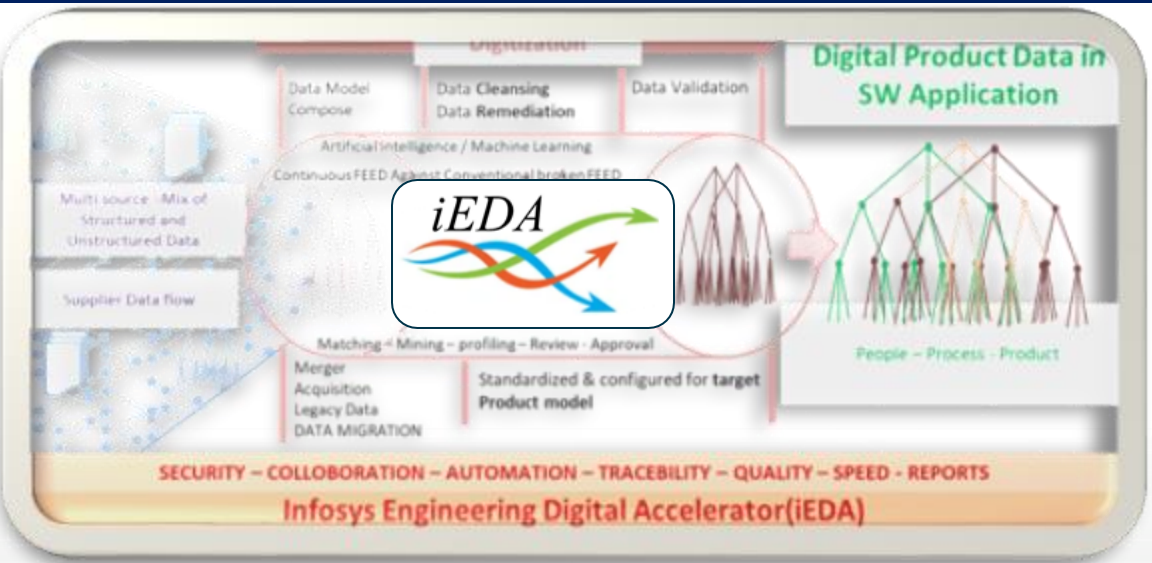 Digitization
Digital Product Data in
SW Application
Data Model
Compose
Data Cleansing
Data Remediation
Data Validation
Artificial Intelligence / Machine Learning
Continuous FEED Against Conventional broken FEED
Multi source -Mix of
Structured and
Unstructured Data
Supplier Data flow
iEDA
Matching - Mining – profiling – Review - Approval
Merger
Acquisition
Legacy Data
DATA MIGRATION
Standardized & configured for target
Product model
People – Process - Product
SECURITY – COLLOBORATION – AUTOMATION – TRACEBILITY – QUALITY – SPEED - REPORTS
Infosys Engineering Digital Accelerator(iEDA)